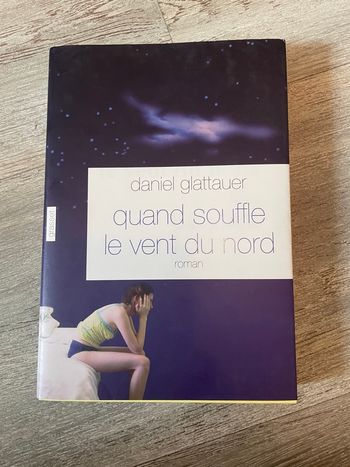 daniel glattauer
quand souffle
le vent du nord
roman
grasset